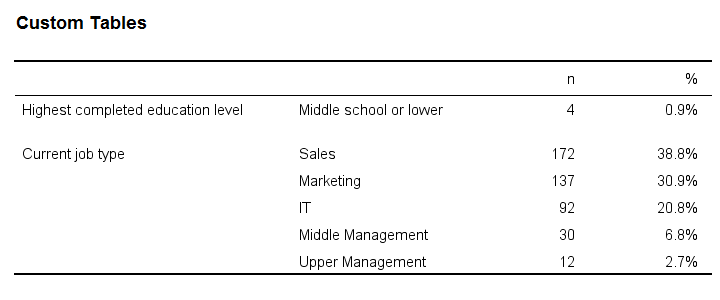 Custom Tables
n %
Highest completed education level Middle school or lower 4 0.9%
Current job type Sales 172 38.8%
Marketing 137 30.9%
IT 92 20.8%
Middle Management 30 6.8%
Upper Management 12 2.7%